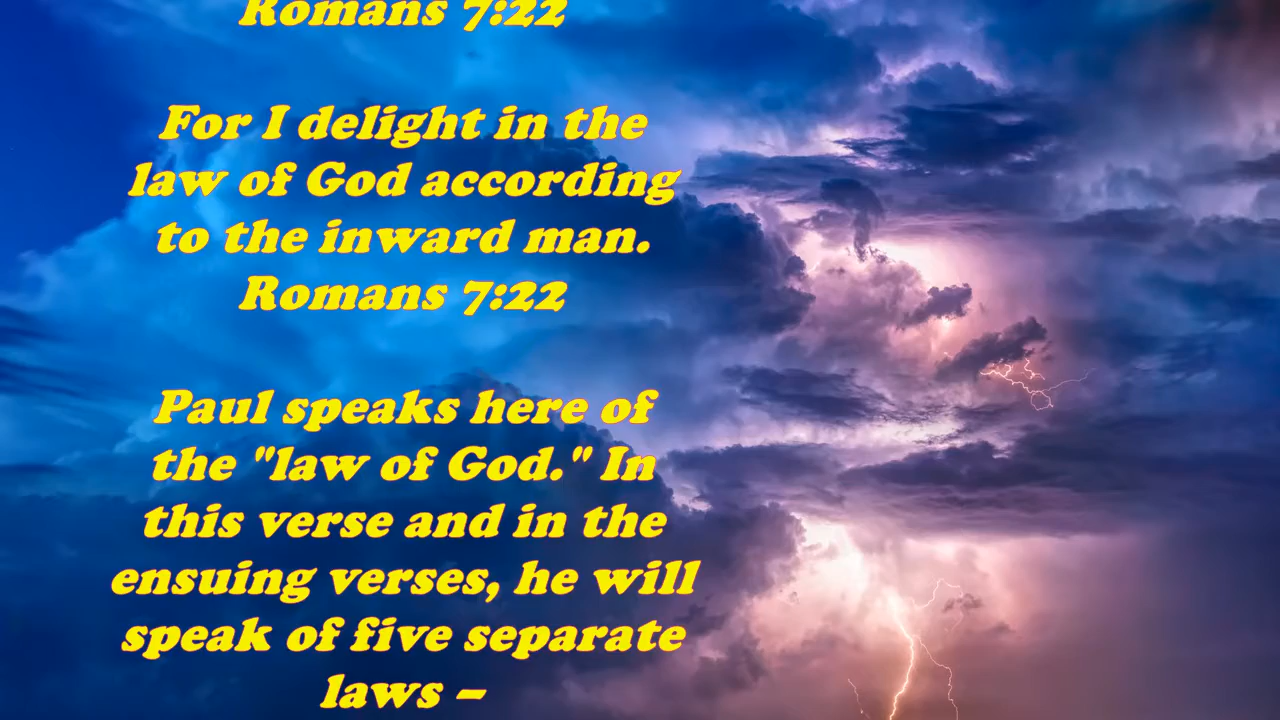 Romans 7:22
For I delight in the
law of God according
to the inward man.
Romans 7:22
Paul speaks here of
the "law of God." In
this verse and in the
ensuing verses, he will
speak of five separate
laws –